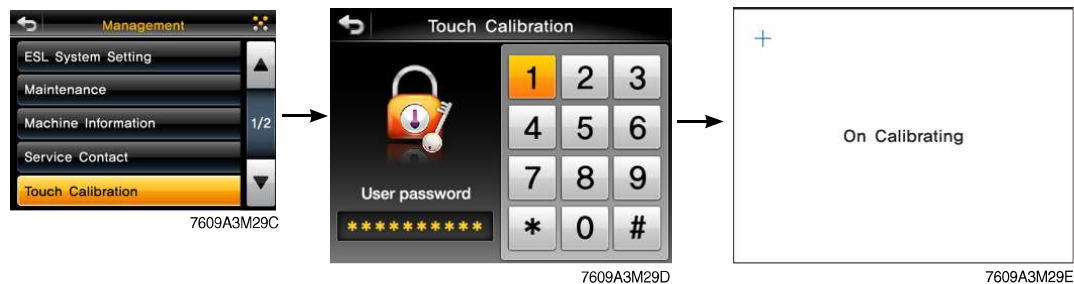 Management
ESL System Setting
Maintenance
Machine Information
Service Contact
Touch Calibration
1/2
7609A3M29C
Touch Calibration
User password
**********
1 2 3
4 5 6
7 8 9
* 0 #
7609A3M29D
On Calibrating
7609A3M29E